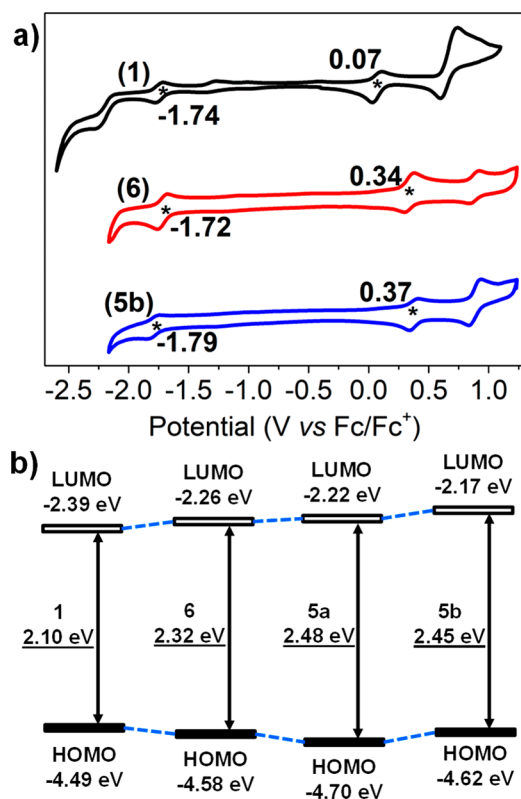 a)
(1)
0.07
*
*
-1.74
(6)
0.34
*
*
-1.72
(5b)
0.37
*
*
-1.79
-2.5 -2.0 -1.5 -1.0 -0.5 0.0 0.5 1.0
Potential (V vs Fc/Fc⁺)
b)
LUMO
-2.39 eV
LUMO
-2.26 eV
LUMO
-2.22 eV
LUMO
-2.17 eV
1
2.10 eV
6
2.32 eV
5a
2.48 eV
5b
2.45 eV
HOMO
-4.49 eV
HOMO
-4.58 eV
HOMO
-4.70 eV
HOMO
-4.62 eV